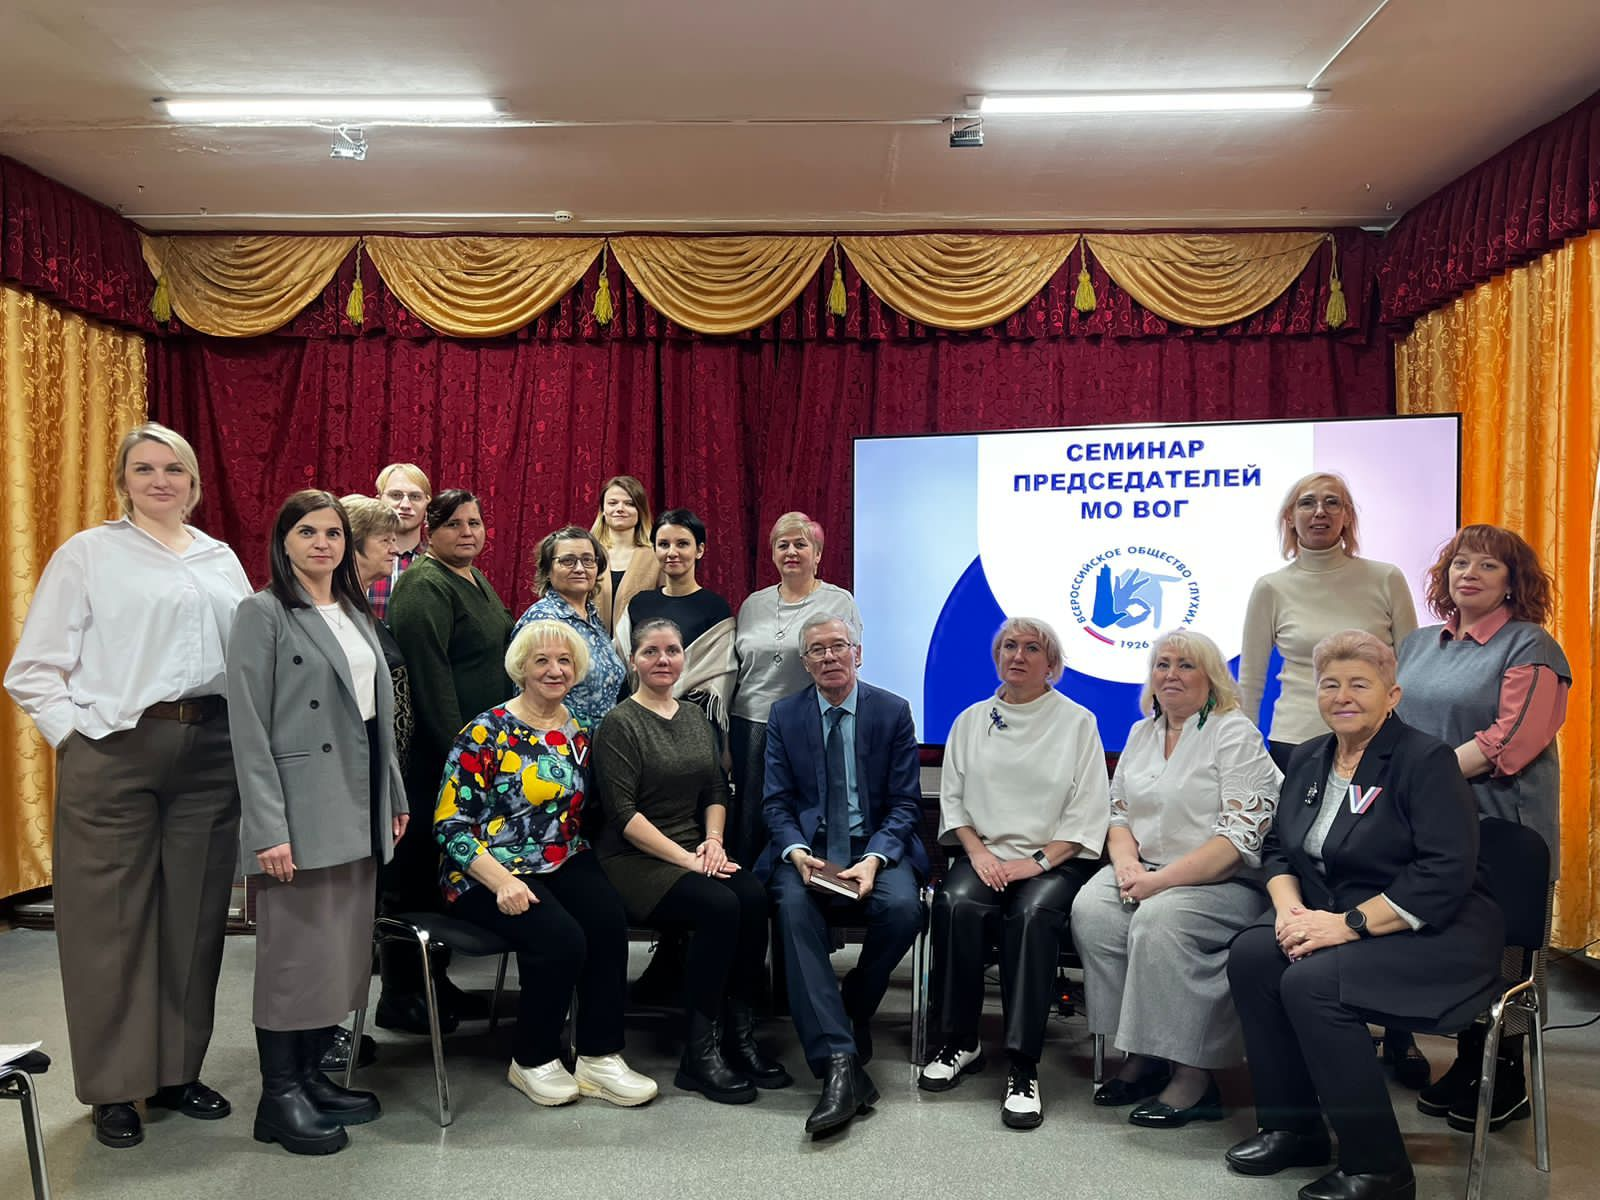 СЕМИНАР
ПРЕДСЕДАТЕЛЕЙ
МО ВОГ
ВСЕРОССИЙСКОЕ ОБЩЕСТВО ГЛУХИХ
1926